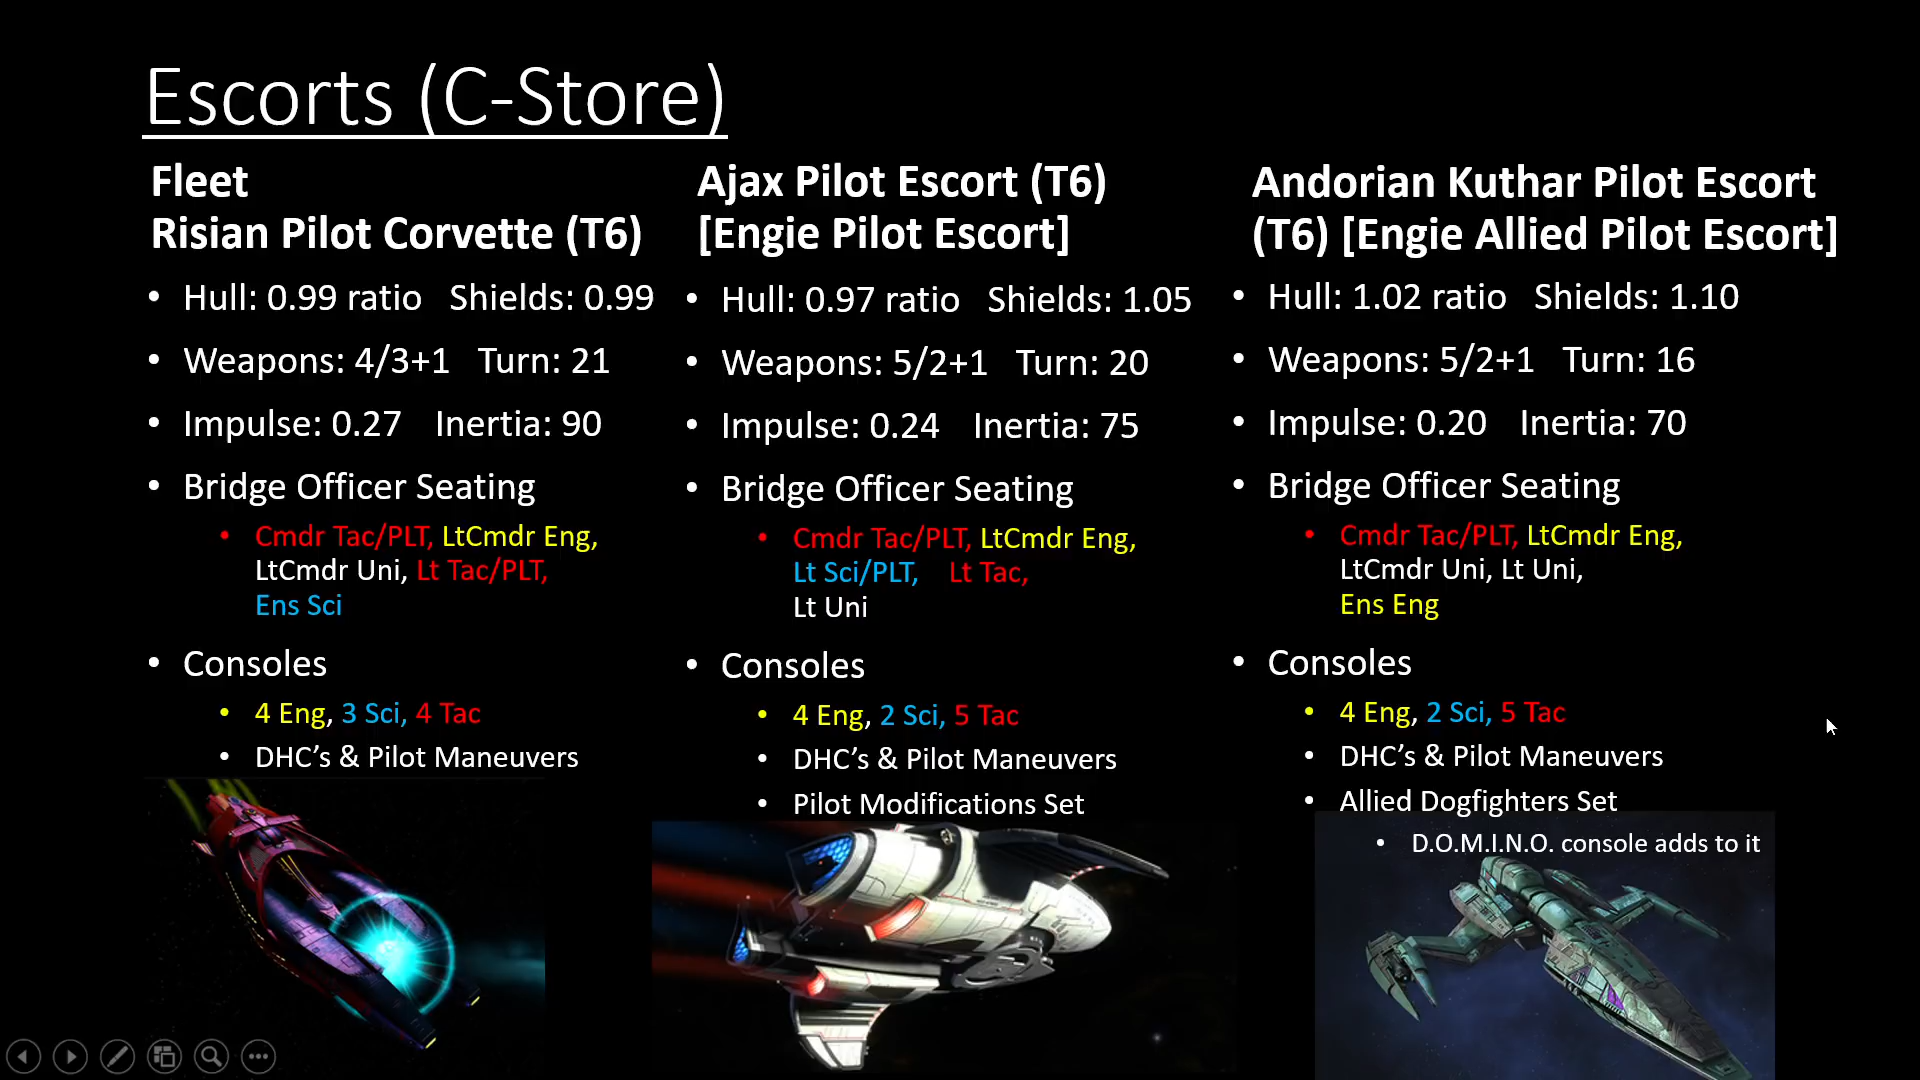 Escorts (C-Store)
Fleet
Risian Pilot Corvette (T6)
• Hull: 0.99 ratio Shields: 0.99
• Weapons: 4/3+1 Turn: 21
• Impulse: 0.27 Inertia: 90
• Bridge Officer Seating
• Cmdr Tac/PLT, LtCmdr Eng,
LtCmdr Uni, Lt Tac/PLT,
Ens Sci
• Consoles
• 4 Eng, 3 Sci, 4 Tac
• DHC’s & Pilot Maneuvers
Ajax Pilot Escort (T6)
[Engie Pilot Escort]
• Hull: 0.97 ratio Shields: 1.05
• Weapons: 5/2+1 Turn: 20
• Impulse: 0.24 Inertia: 75
• Bridge Officer Seating
• Cmdr Tac/PLT, LtCmdr Eng,
Lt Sci/PLT, Lt Tac,
Lt Uni
• Consoles
• 4 Eng, 2 Sci, 5 Tac
• DHC’s & Pilot Maneuvers
• Pilot Modifications Set
Andorian Kuthar Pilot Escort
(T6) [Engie Allied Pilot Escort]
• Hull: 1.02 ratio Shields: 1.10
• Weapons: 5/2+1 Turn: 16
• Impulse: 0.20 Inertia: 70
• Bridge Officer Seating
• Cmdr Tac/PLT, LtCmdr Eng,
LtCmdr Uni, Lt Uni,
Ens Eng
• Consoles
• 4 Eng, 2 Sci, 5 Tac
• DHC’s & Pilot Maneuvers
• Allied Dogfighters Set
• D.O.M.I.N.O. console adds to it